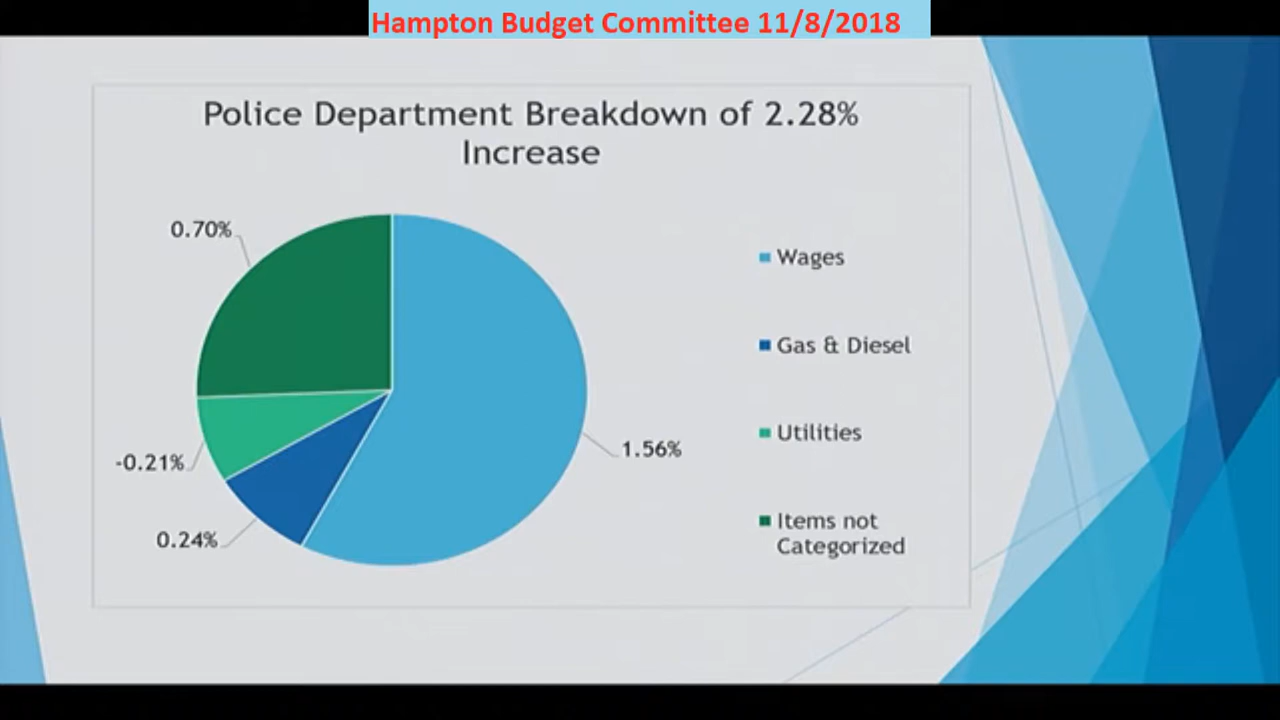 Hampton Budget Committee 11/8/2018
Police Department Breakdown of 2.28%
Increase
0.70%
-0.21%
0.24%
1.56%
Wages
Gas & Diesel
Utilities
Items not
Categorized